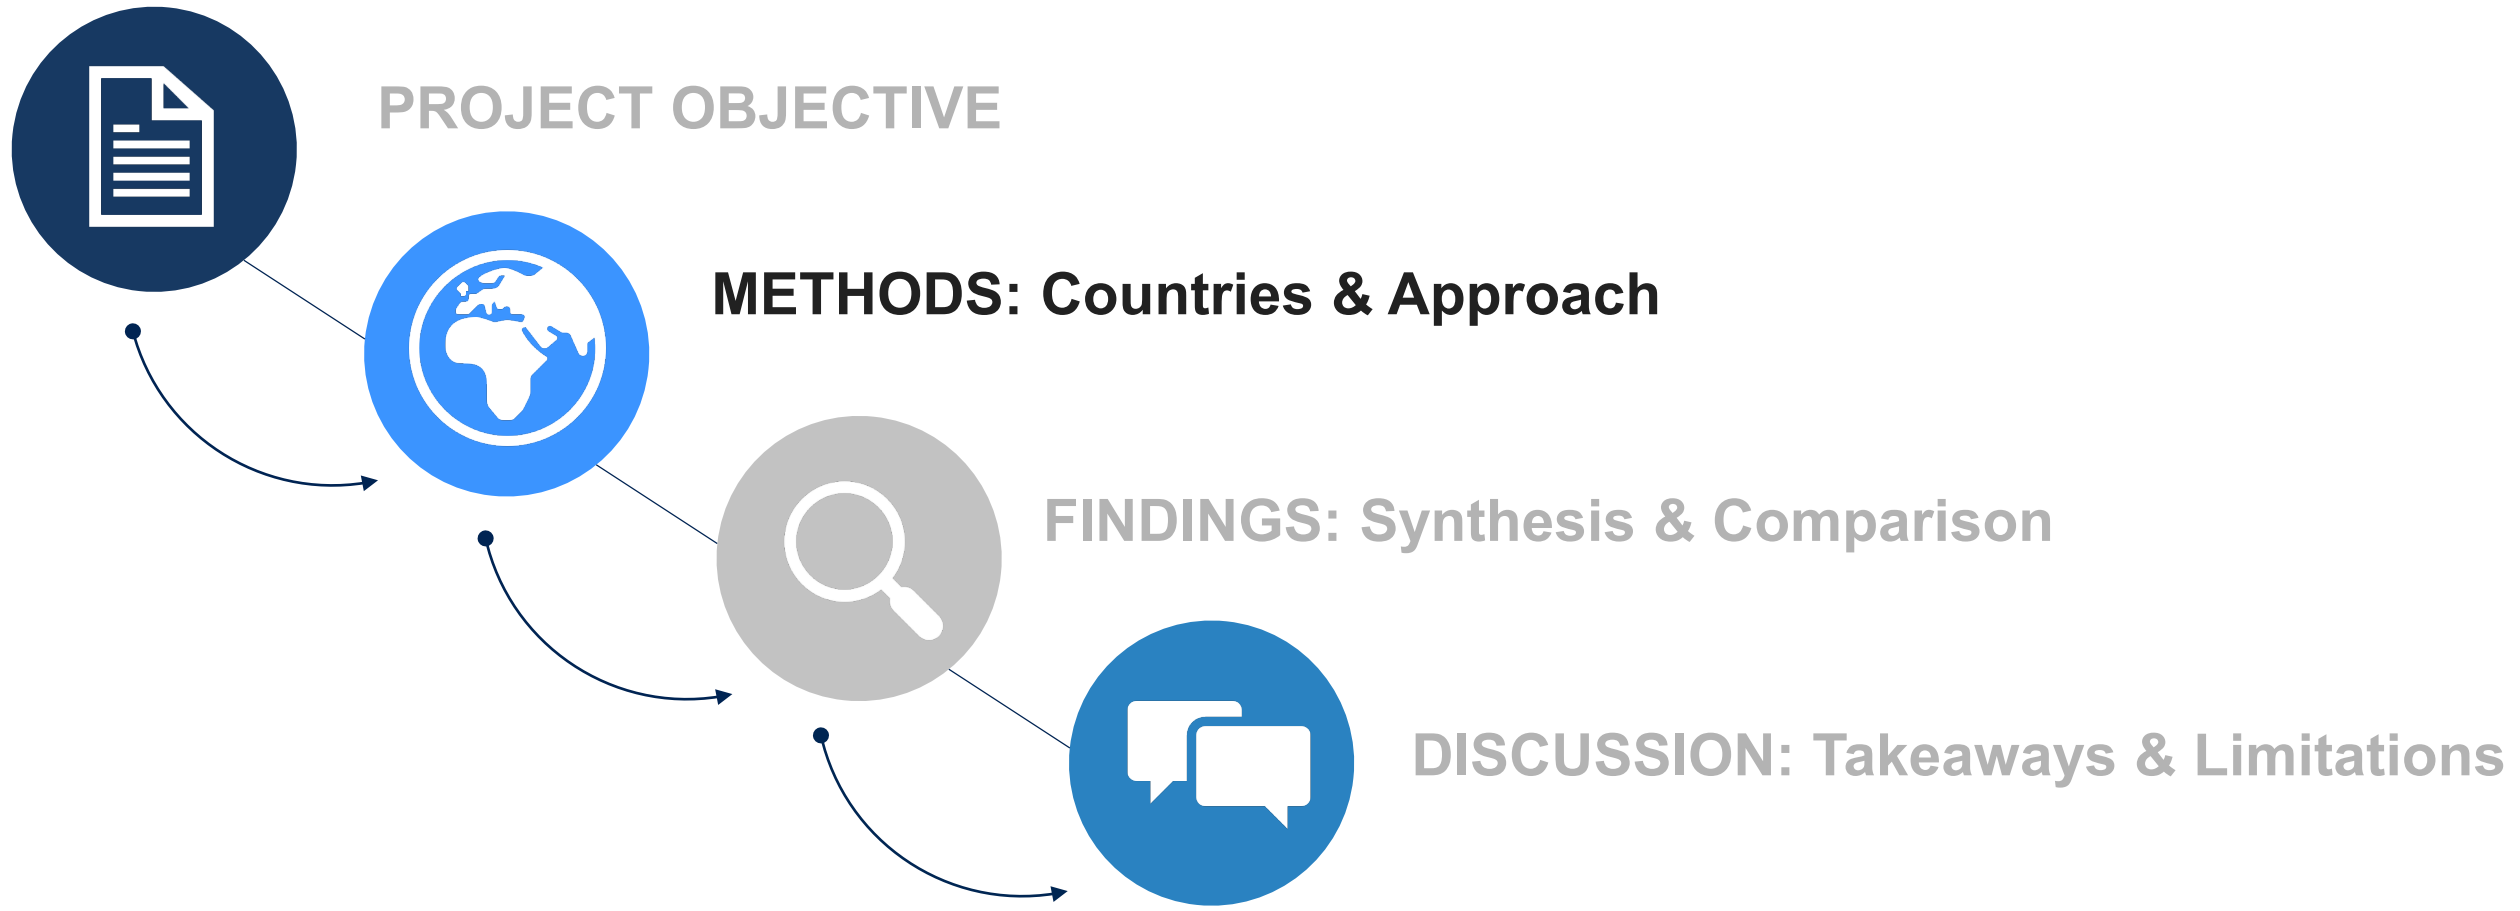 PROJECT OBJECTIVE
METHODS: Countries & Approach
FINDINGS: Synthesis & Comparison
DISCUSSION: Takeaways & Limitations